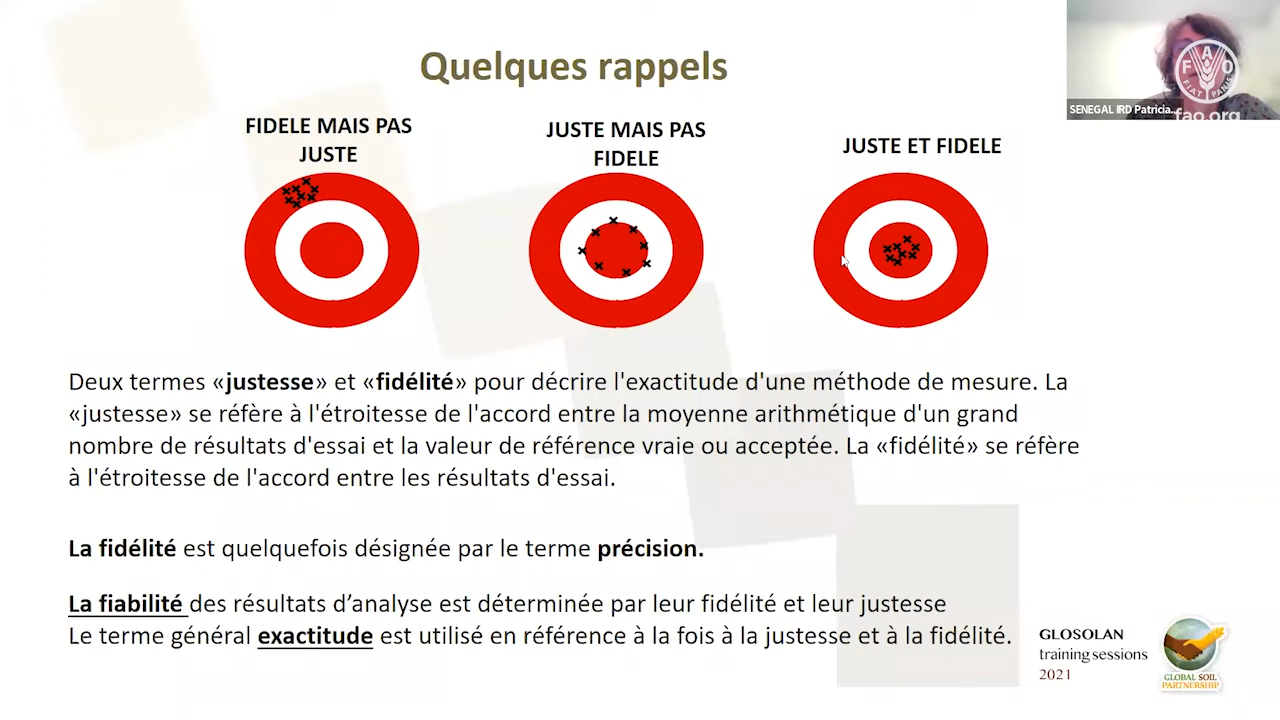 Quelques rappels
FIDELE MAIS PAS
JUSTE
JUSTE MAIS PAS
FIDELE
JUSTE ET FIDELE
Deux termes «justesse» et «fidélité» pour décrire l'exactitude d'une méthode de mesure. La
«justesse» se réfère à l'étroitesse de l'accord entre la moyenne arithmétique d'un grand
nombre de résultats d'essai et la valeur de référence vraie ou acceptée. La «fidélité» se réfère
à l'étroitesse de l'accord entre les résultats d'essai.
La fidélité est quelquefois désignée par le terme précision.
La fiabilité des résultats d’analyse est déterminée par leur fidélité et leur justesse
Le terme général exactitude est utilisé en référence à la fois à la justesse et à la fidélité.
GLOSOLAN
training sessions
2021
GLOBAL SOIL
PARTNERSHIP
F A O
FIAT PANIS
SENEGAL IRD Patricia...
fao.org